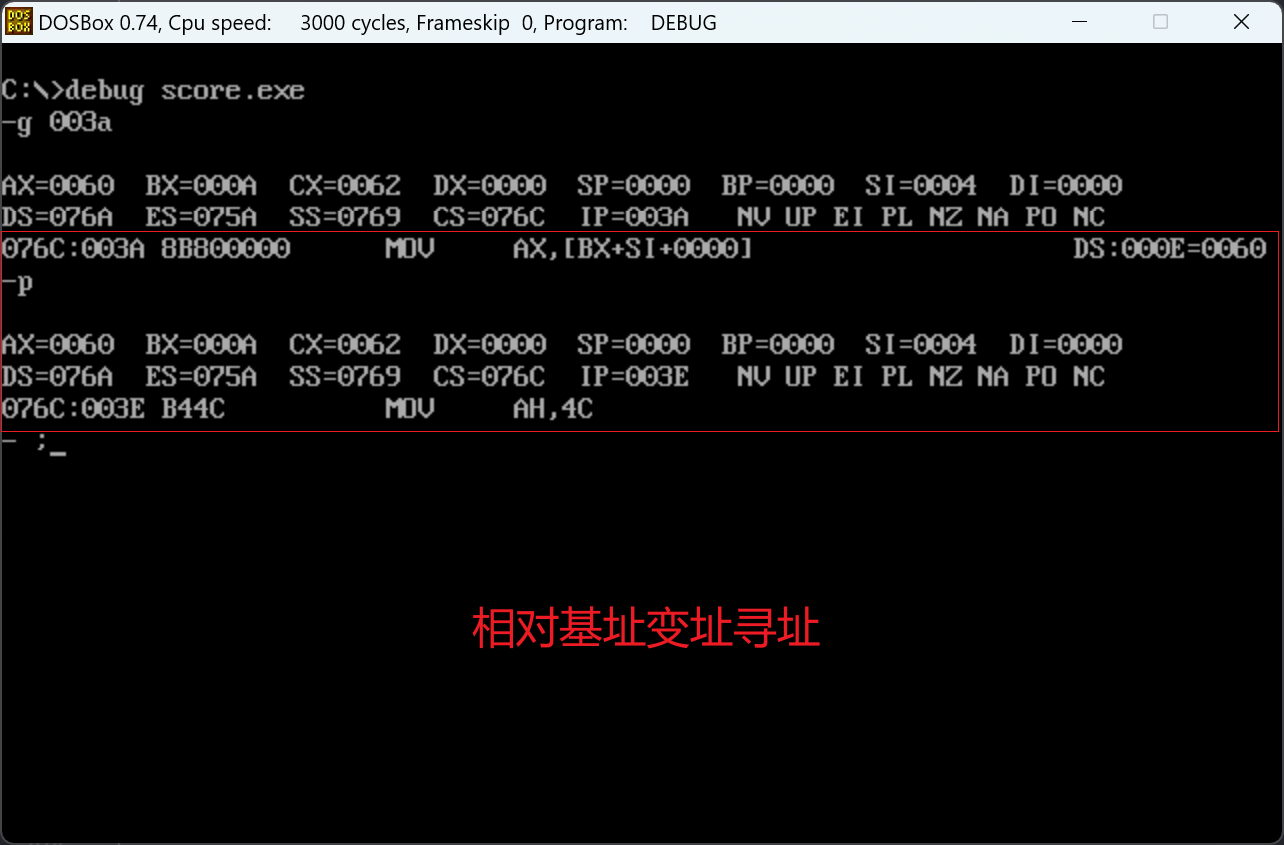 DOS
BOX
DOSBox 0.74, Cpu speed: 3000 cycles, Frameskip 0, Program: DEBUG
C:\>debug score.exe
-g 003a
AX=0060 BX=000A CX=0062 DX=0000 SP=0000 BP=0000 SI=0004 DI=0000
DS=076A ES=075A SS=0769 CS=076C IP=003A NV UP EI PL NZ NA PO NC
076C:003A 8B800000 MOV AX,[BX+SI+0000] DS:000E=0060
-p
AX=0060 BX=000A CX=0062 DX=0000 SP=0000 BP=0000 SI=0004 DI=0000
DS=076A ES=075A SS=0769 CS=076C IP=003E NV UP EI PL NZ NA PO NC
076C:003E B44C MOV AH,4C
- ;_
相对基址变址寻址